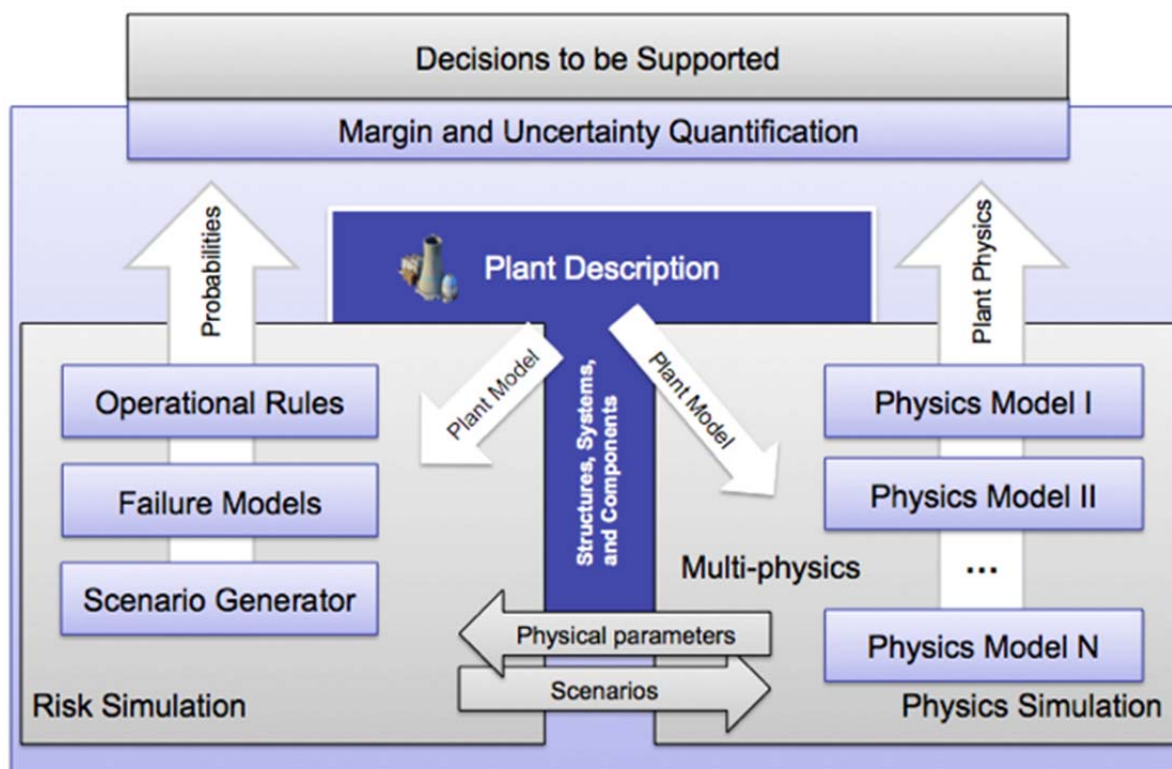 Decisions to be Supported
Margin and Uncertainty Quantification
Probabilities
Plant Description
Plant Physics
Operational Rules
Failure Models
Scenario Generator
Risk Simulation
Plant Model
Structures, Systems,
and Components
Plant Model
Physics Model I
Physics Model II
Multi-physics
...
Physics Model N
Physical parameters
Scenarios
Physics Simulation